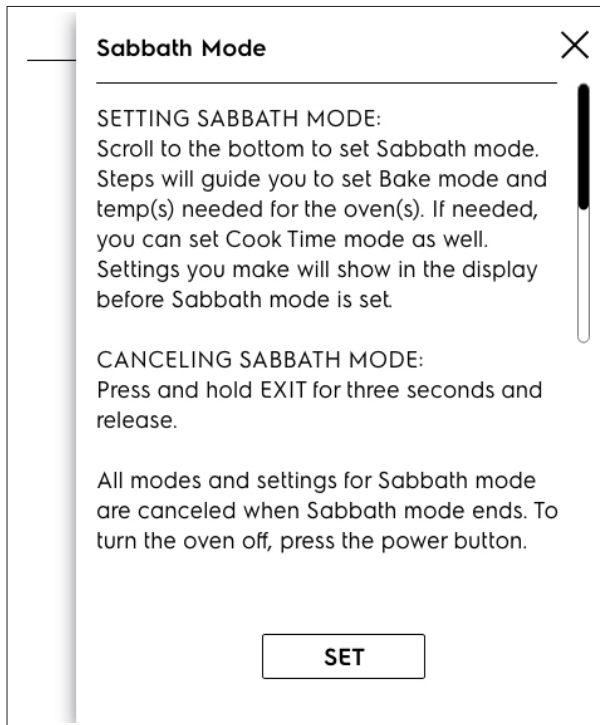 Sabbath Mode
SETTING SABBATH MODE:
Scroll to the bottom to set Sabbath mode.
Steps will guide you to set Bake mode and
temp(s) needed for the oven(s). If needed,
you can set Cook Time mode as well.
Settings you make will show in the display
before Sabbath mode is set.
CANCELING SABBATH MODE:
Press and hold EXIT for three seconds and
release.
All modes and settings for Sabbath mode
are canceled when Sabbath mode ends. To
turn the oven off, press the power button.
SET